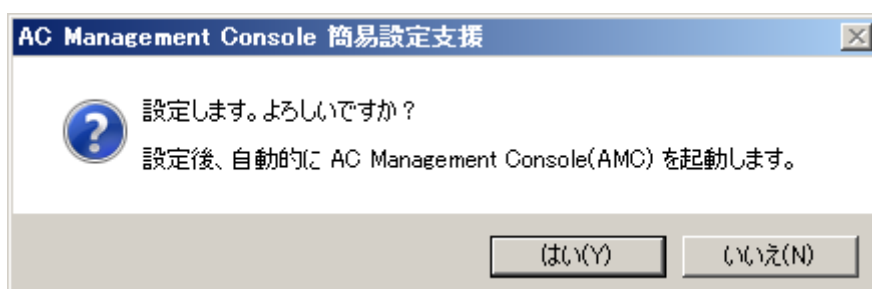 AC Management Console 簡易設定支援
設定します。よろしいですか？
設定後、自動的に AC Management Console(AMC) を起動します。
はい(Y)
いいえ(N)